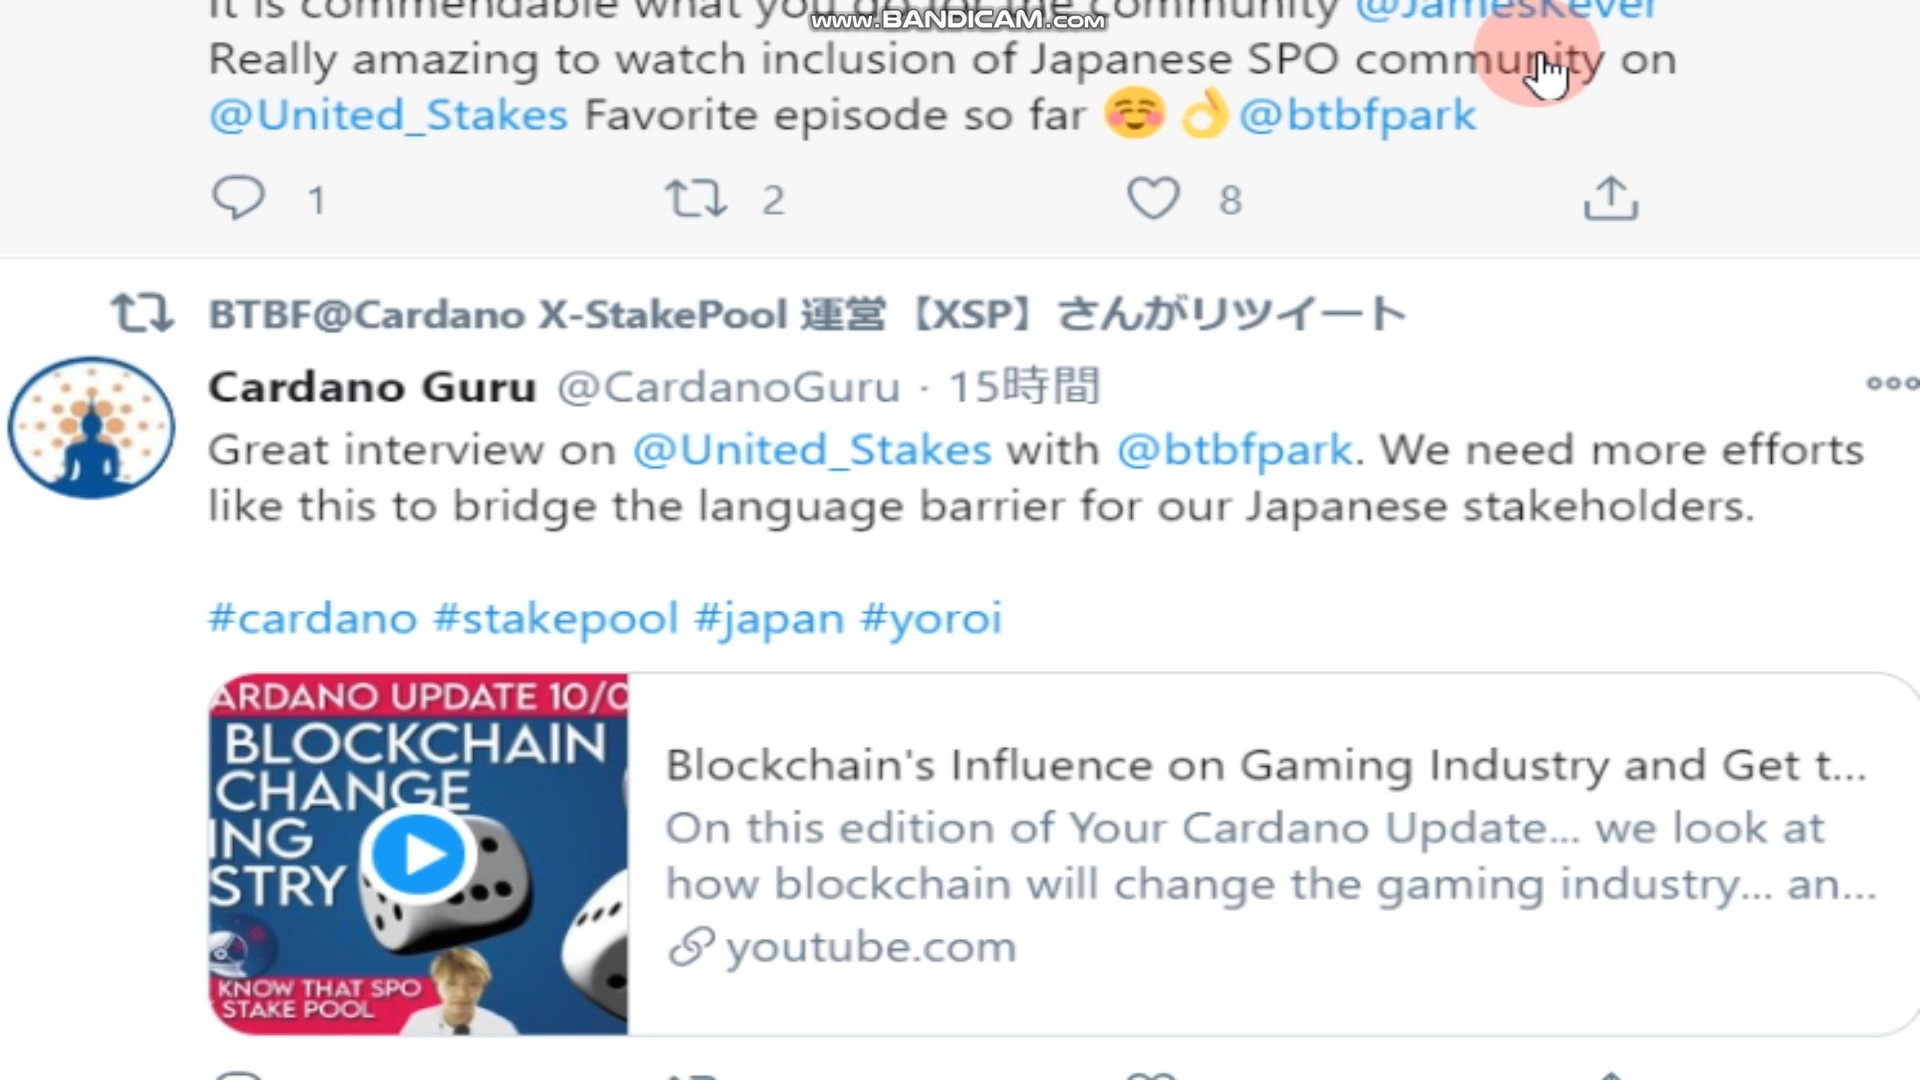 It is commendable what you do for the community @JamesKever
www.BANDICAM.com
Really amazing to watch inclusion of Japanese SPO community on
@United_Stakes Favorite episode so far ☺️👌@btbfpark
1 2 8
BTBF@Cardano X-StakePool 運営【XSP】さんがリツイート
Cardano Guru @CardanoGuru · 15時間
Great interview on @United_Stakes with @btbfpark. We need more efforts
like this to bridge the language barrier for our Japanese stakeholders.
#cardano #stakepool #japan #yoroi
ARDANO UPDATE 10/0
BLOCKCHAIN
CHANGE
ING
STRY
KNOW THAT SPO
STAKE POOL
Blockchain's Influence on Gaming Industry and Get t...
On this edition of Your Cardano Update... we look at
how blockchain will change the gaming industry... an...
youtube.com